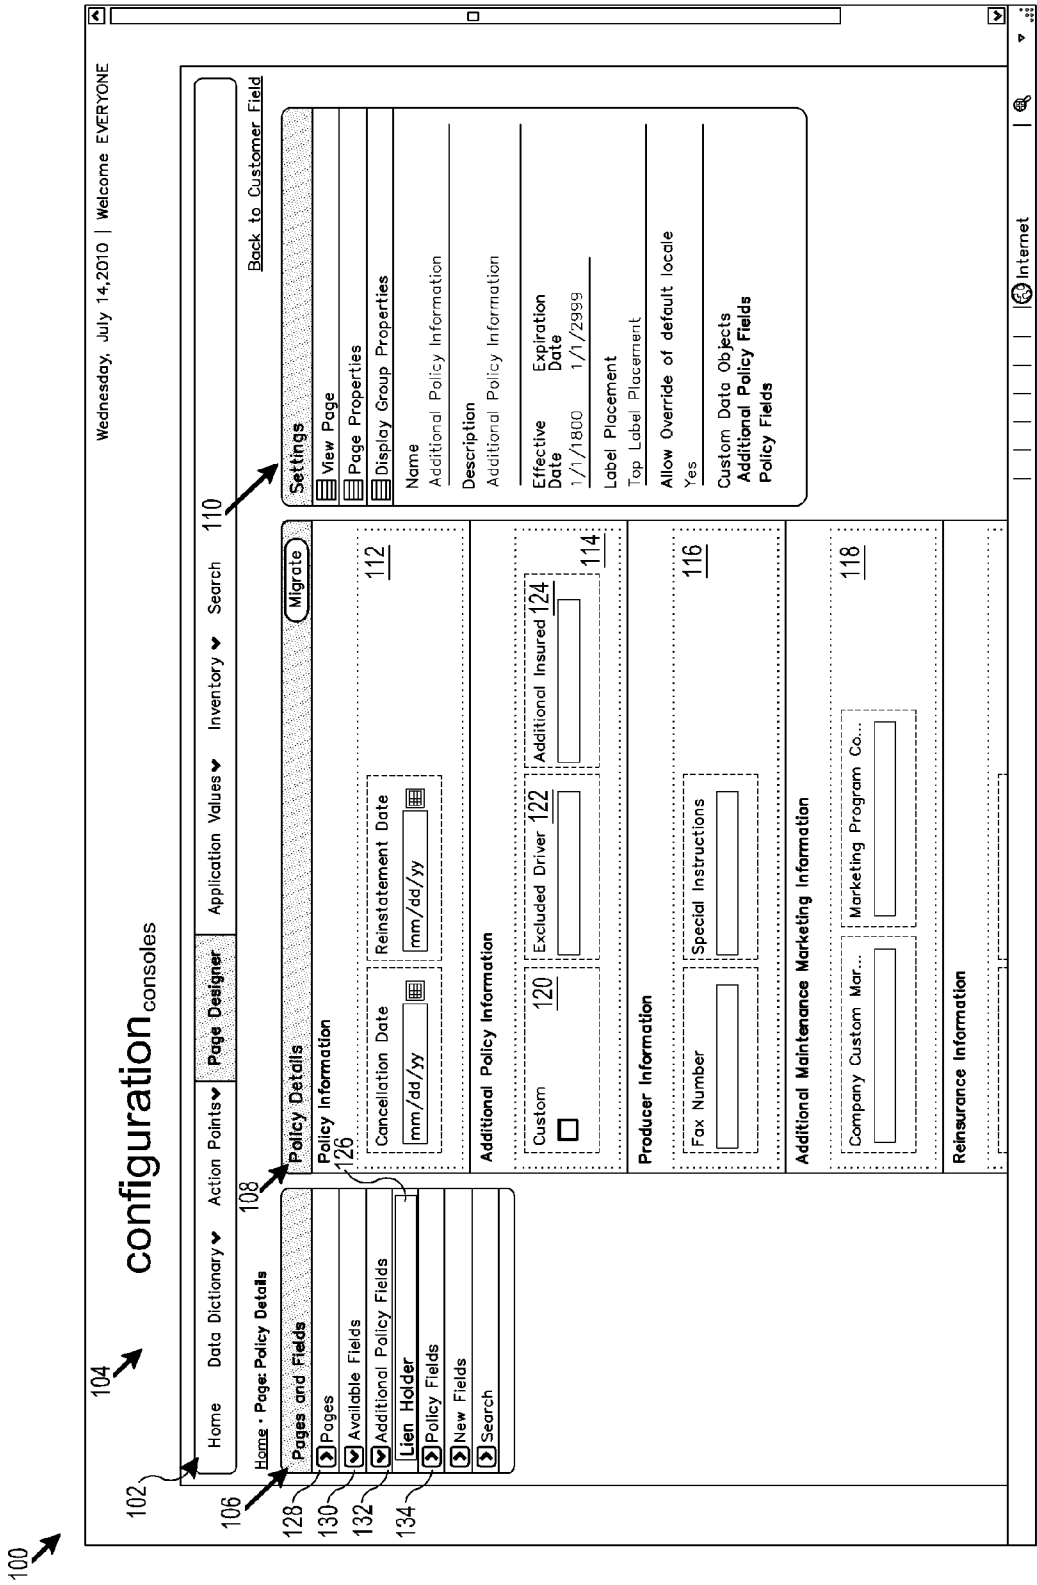 100
Wednesday, July 14,2010 | Welcome EVERYONE
104
configuration consoles
102
Home Data Dictionary Action Points Page Designer Application Values Inventory Search
Home · Page: Policy Details
Back to Customer Field
106
Pages and Fields
128
Pages
130
Available Fields
132
Additional Policy Fields
Lien Holder
126
134
Policy Fields
New Fields
Search
108
Policy Details
Migrate
Policy Information
112
Cancellation Date
mm/dd/yy
Reinstatement Date
mm/dd/yy
Additional Policy Information
114
Custom 120
Excluded Driver 122
Additional Insured 124
Producer Information
116
Fax Number
Special Instructions
Additional Maintenance Marketing Information
118
Company Custom Mar...
Marketing Program Co...
Reinsurance Information
110
Settings
View Page
Page Properties
Display Group Properties
Name
Additional Policy Information
Description
Additional Policy Information
Effective Date
Expiration Date
1/1/1800
1/1/2999
Label Placement
Top Label Placement
Allow Override of default locale
Yes
Custom Data Objects
Additional Policy Fields
Policy Fields
Internet